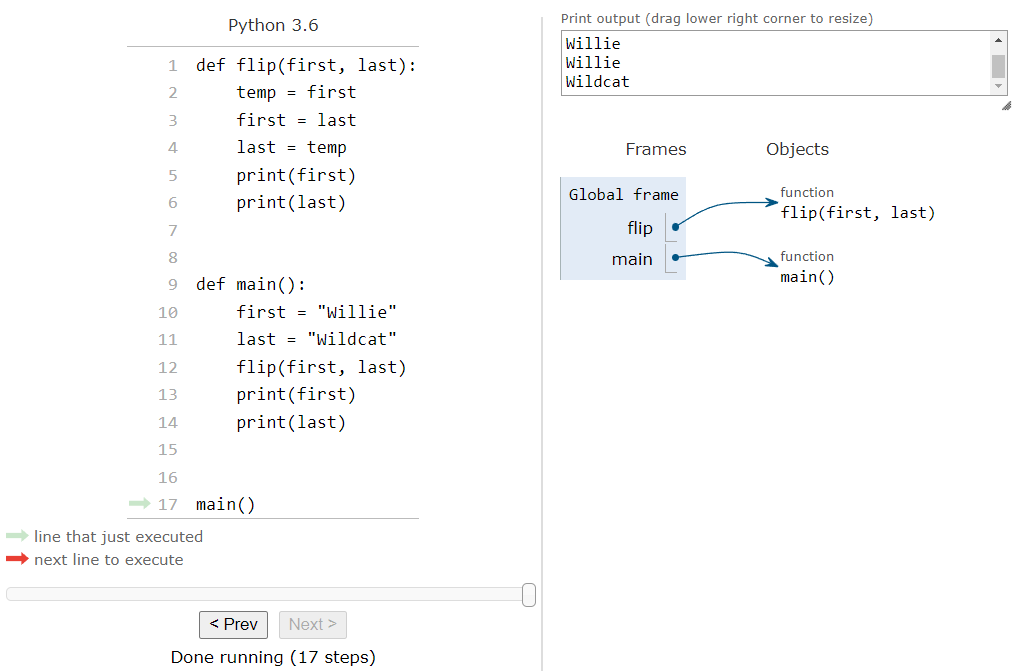 Python 3.6
1 def flip(first, last):
2     temp = first
3     first = last
4     last = temp
5     print(first)
6     print(last)
7
8
9 def main():
10     first = "Willie"
11     last = "Wildcat"
12     flip(first, last)
13     print(first)
14     print(last)
15
16
17 main()
line that just executed
next line to execute
< Prev Next >
Done running (17 steps)
Print output (drag lower right corner to resize)
Willie
Willie
Wildcat
Frames Objects
Global frame
flip
main
function
flip(first, last)
function
main()